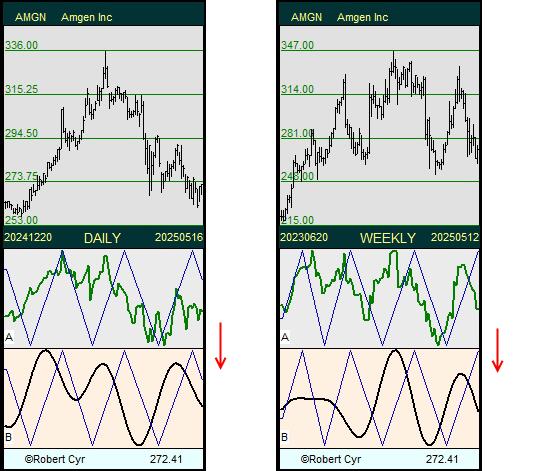 AMGN Amgen Inc
336.00
315.25
294.50
273.75
253.00
20241220 DAILY 20250516
A
B
©Robert Cyr 272.41
AMGN Amgen Inc
347.00
314.00
281.00
248.00
215.00
20230620 WEEKLY 20250512
A
B
©Robert Cyr 272.41